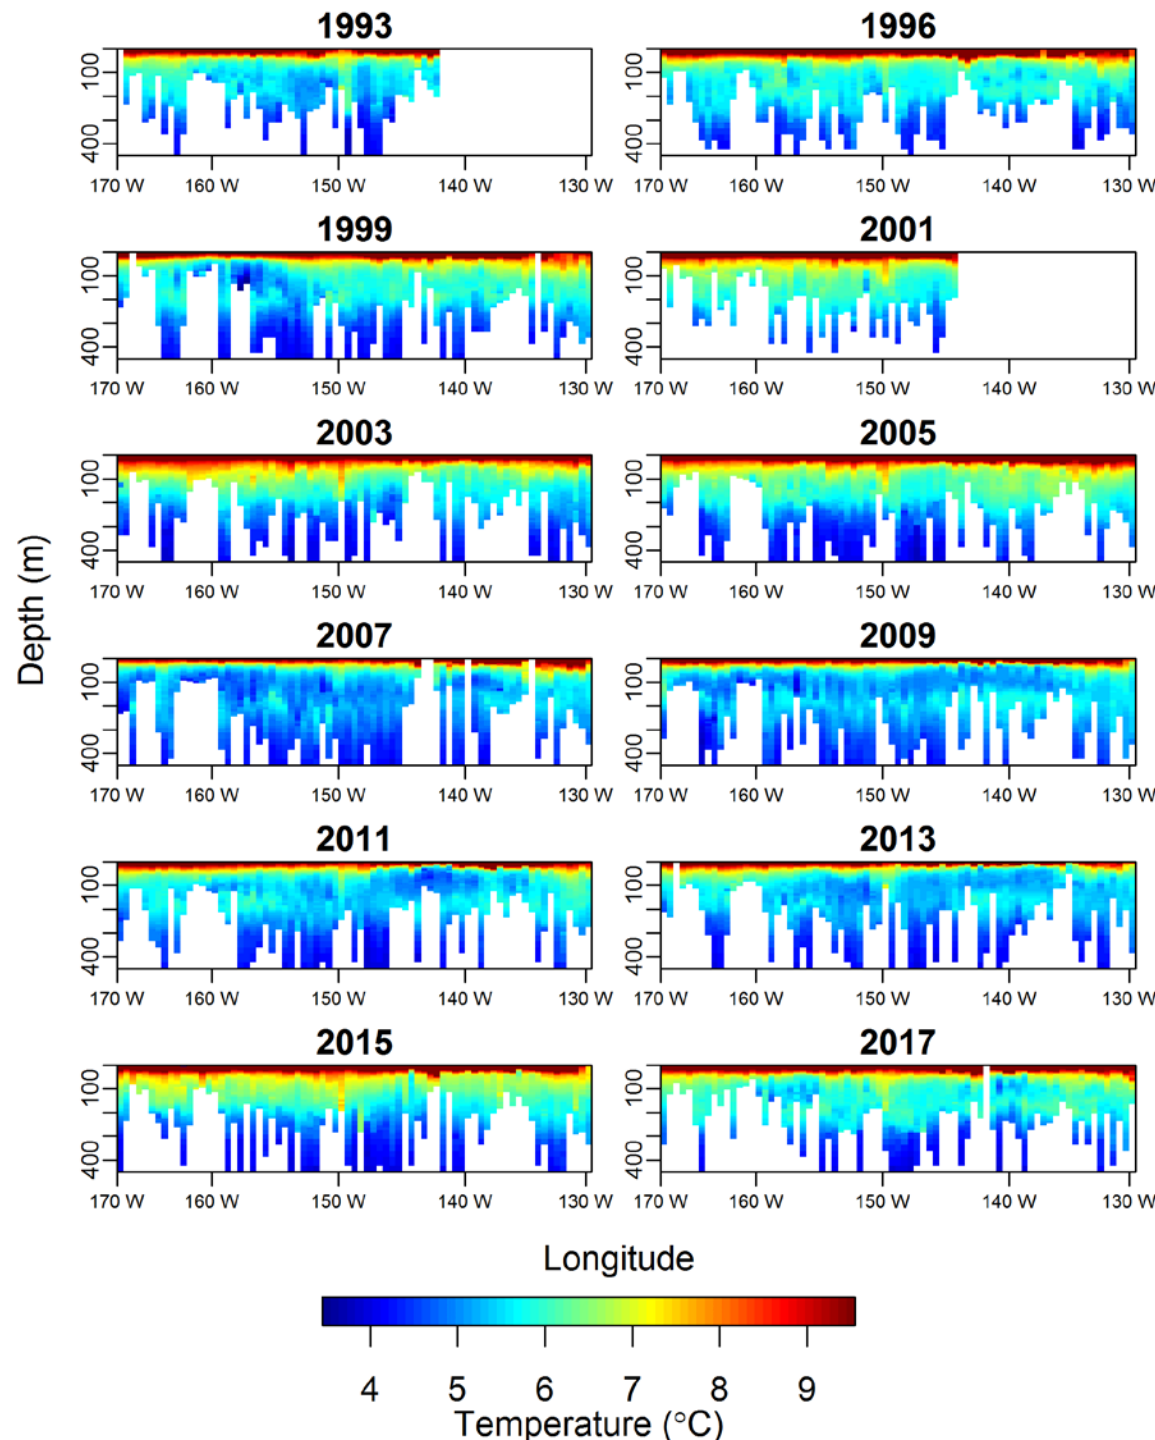 1993 1996
100 100
400 400
170 W 160 W 150 W 140 W 130 W 170 W 160 W 150 W 140 W 130 W
1999 2001
100 100
400 400
170 W 160 W 150 W 140 W 130 W 170 W 160 W 150 W 140 W 130 W
2003 2005
100 100
400 400
170 W 160 W 150 W 140 W 130 W 170 W 160 W 150 W 140 W 130 W
Depth (m)
2007 2009
100 100
400 400
170 W 160 W 150 W 140 W 130 W 170 W 160 W 150 W 140 W 130 W
2011 2013
100 100
400 400
170 W 160 W 150 W 140 W 130 W 170 W 160 W 150 W 140 W 130 W
2015 2017
100 100
400 400
170 W 160 W 150 W 140 W 130 W 170 W 160 W 150 W 140 W 130 W
Longitude
4 5 6 7 8 9
Temperature (°C)